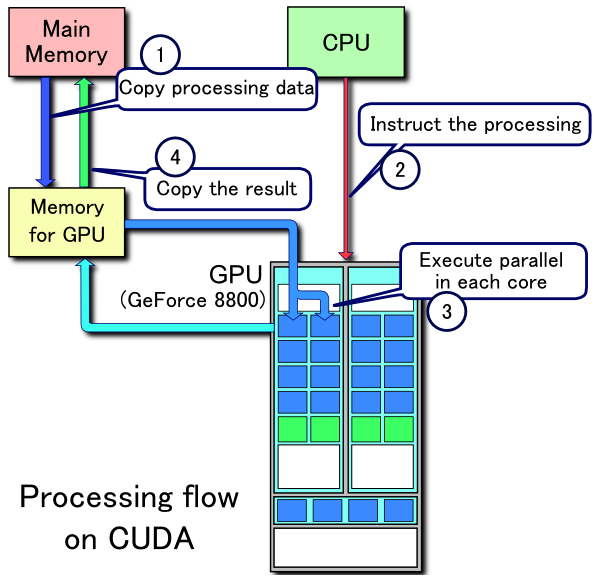 Main
Memory
1
CPU
Copy processing data
Instruct the processing
2
4
Copy the result
Memory
for GPU
GPU
(GeForce 8800)
Execute parallel
in each core
3
Processing flow
on CUDA